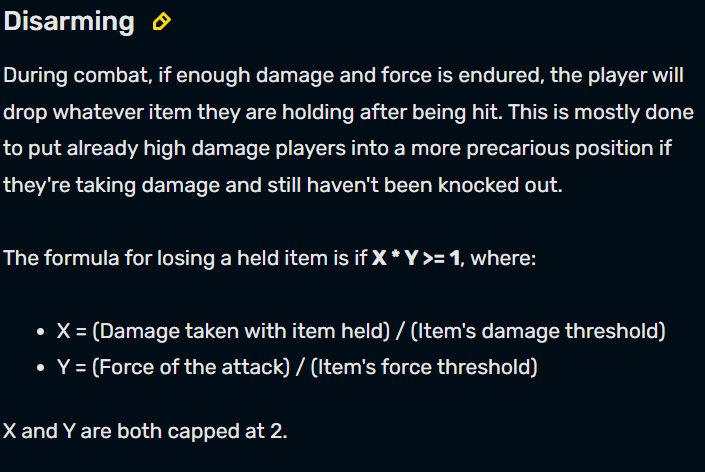 Disarming
During combat, if enough damage and force is endured, the player will
drop whatever item they are holding after being hit. This is mostly done
to put already high damage players into a more precarious position if
they're taking damage and still haven't been knocked out.
The formula for losing a held item is if X * Y >= 1, where:
• X = (Damage taken with item held) / (Item's damage threshold)
• Y = (Force of the attack) / (Item's force threshold)
X and Y are both capped at 2.